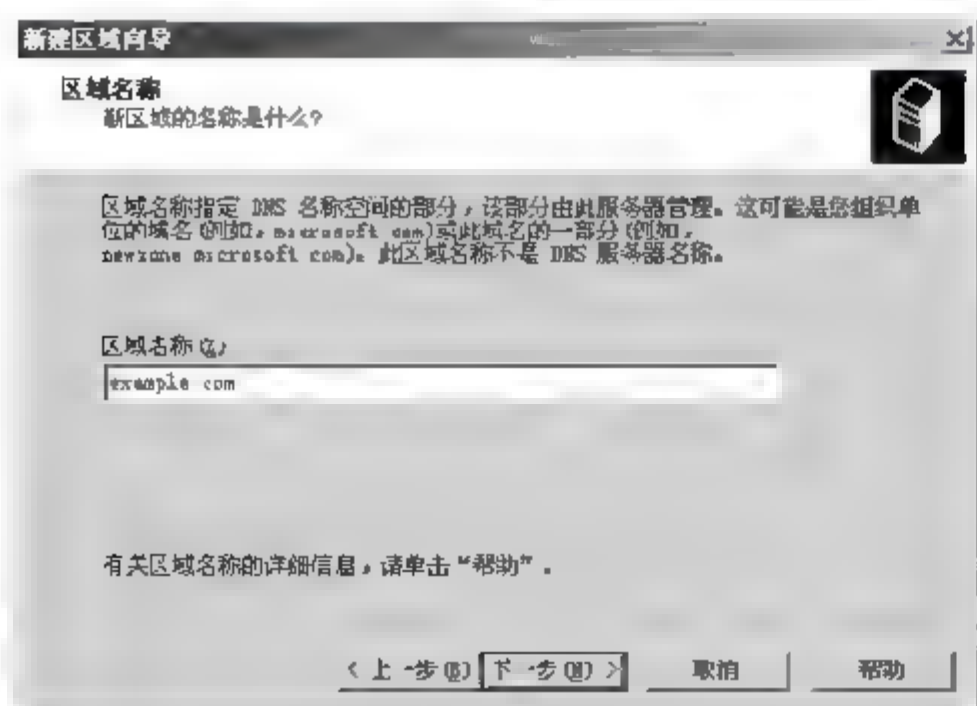 新建区域向导
区域名称
新区域的名称是什么?
区域名称指定 DNS 名称空间的部分，该部分由此服务器管理。这可能是您组织单
位的域名(例如，microsoft com)或此域名的一部分(例如，
newzone microsoft com)。此区域名称不是 DNS 服务器名称。
区域名称(Z)
example com
有关区域名称的详细信息，请单击“帮助”。
< 上一步(B) 下一步(N) > 取消 帮助